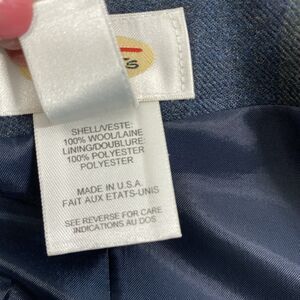 SHELL/VESTE:
100% WOOL/LAINE
LINING/DOUBLURE:
100% POLYESTER
POLYESTER
MADE IN U.S.A.
FAIT AUX ETATS-UNIS
SEE REVERSE FOR CARE
INDICATIONS AU DOS